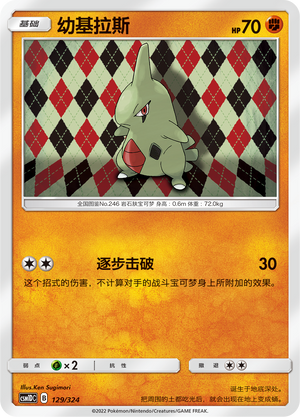 基础 幼基拉斯 HP70
全国图鉴No.246 岩石肤宝可梦 身高：0.6m 体重：72.0kg
逐步击破 30
这个招式的伤害，不计算对手的战斗宝可梦身上所附加的效果。
弱点 ×2 抗性 撤退
Illus.Ken Sugimori
CSM1DC B 129/324
诞生于地底深处。
把周围的土都吃光后，就会出现在地上变成蛹。
©2022 Pokémon/Nintendo/Creatures/GAME FREAK.